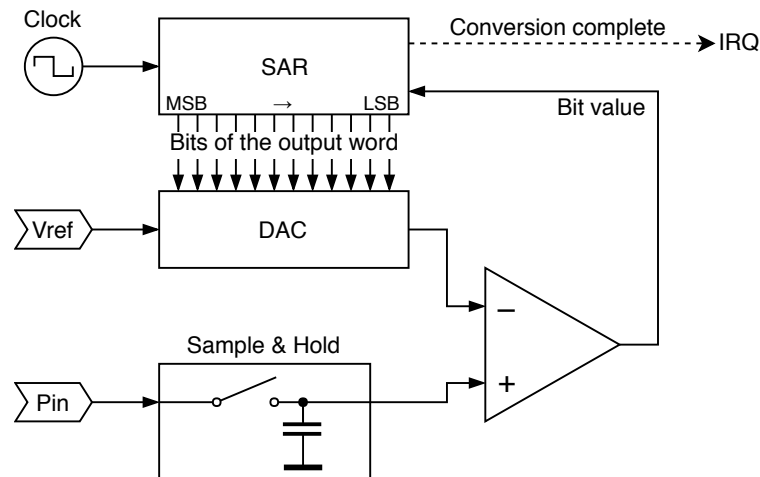 Clock
Conversion complete
IRQ
SAR
MSB → LSB
Bit value
Bits of the output word
Vref
DAC
−
Sample & Hold
+
Pin